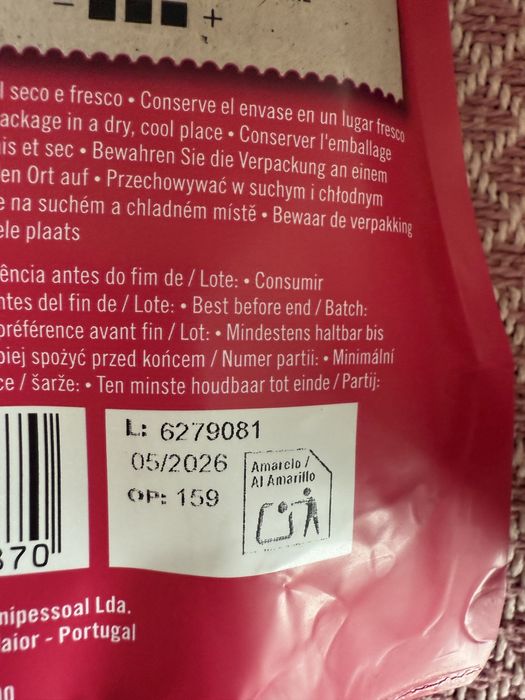 - +
seco e fresco • Conserve el envase en un lugar fresco
ackage in a dry, cool place • Conserver l'emballage
ais et sec • Bewahren Sie die Verpackung an einem
en Ort auf • Przechowywać w suchym i chłodnym
e na suchém a chladném místě • Bewaar de verpakking
ele plaats
ência antes do fim de / Lote: • Consumir
ntes del fin de / Lote: • Best before end / Batch:
préférence avant fin / Lot: • Mindestens haltbar bis
piej spożyć przed końcem / Numer partii: • Minimální
ce / šarže: • Ten minste houdbaar tot einde / Partij:
L: 6279081
05/2026
OP: 159
Amarelo /
Al Amarillo
370
nipessoal Lda.
aior - Portugal